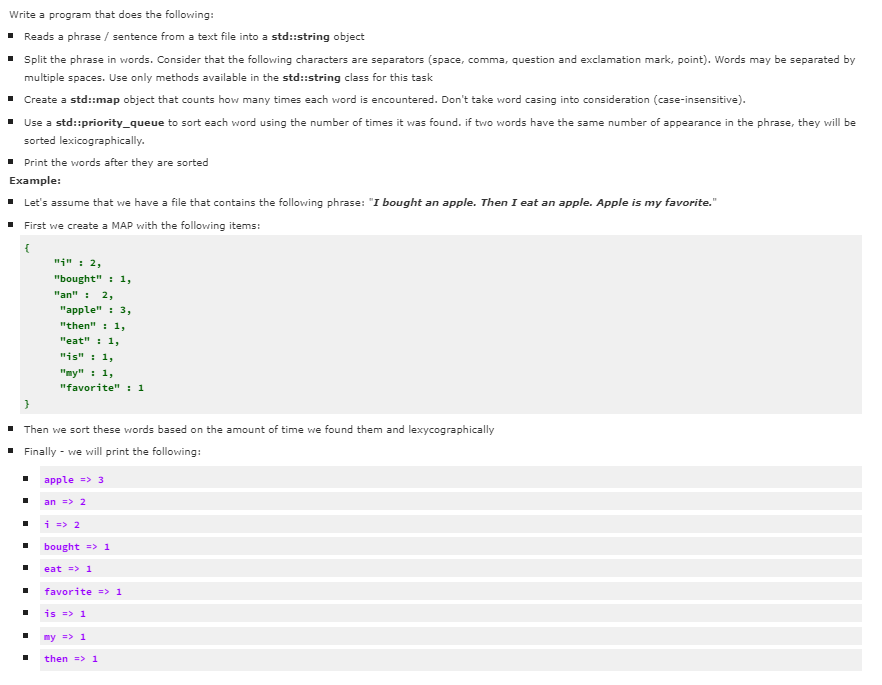 Write a program that does the following:
Reads a phrase / sentence from a text file into a std::string object
Split the phrase in words. Consider that the following characters are separators (space, comma, question and exclamation mark, point). Words may be separated by
multiple spaces. Use only methods available in the std::string class for this task
Create a std::map object that counts how many times each word is encountered. Don't take word casing into consideration (case-insensitive).
Use a std::priority_queue to sort each word using the number of times it was found. if two words have the same number of appearance in the phrase, they will be
sorted lexicographically.
Print the words after they are sorted
Example:
Let's assume that we have a file that contains the following phrase: "I bought an apple. Then I eat an apple. Apple is my favorite."
First we create a MAP with the following items:
{
"i" : 2,
"bought" : 1,
"an" :  2,
"apple" : 3,
"then" : 1,
"eat" : 1,
"is" : 1,
"my" : 1,
"favorite" : 1
}
Then we sort these words based on the amount of time we found them and lexycographically
Finally - we will print the following:
apple => 3
an => 2
i => 2
bought => 1
eat => 1
favorite => 1
is => 1
my => 1
then => 1